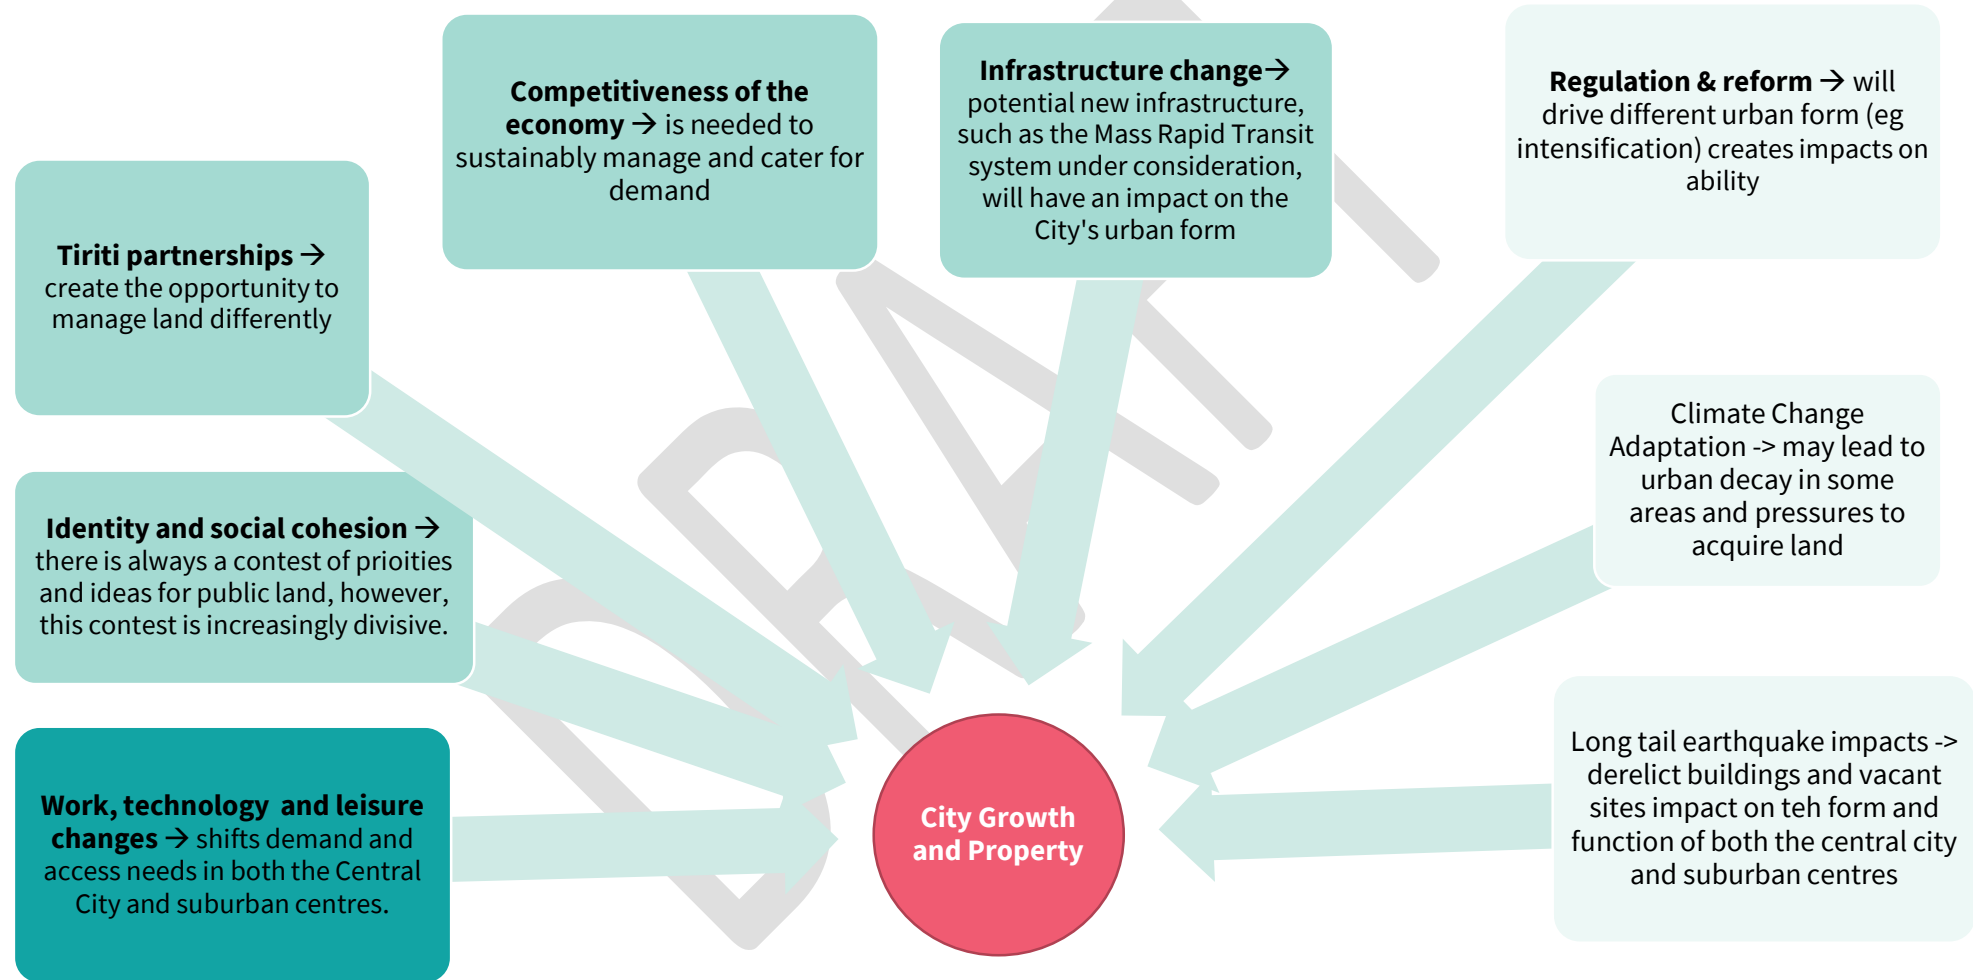 Competitiveness of the
economy → is needed to
sustainably manage and cater for
demand
Infrastructure change→
potential new infrastructure,
such as the Mass Rapid Transit
system under consideration,
will have an impact on the
City's urban form
Regulation & reform → will
drive different urban form (eg
intensification) creates impacts on
ability
Tiriti partnerships →
create the opportunity to
manage land differently
Climate Change
Adaptation -> may lead to
urban decay in some
areas and pressures to
acquire land
Identity and social cohesion →
there is always a contest of prioities
and ideas for public land, however,
this contest is increasingly divisive.
Long tail earthquake impacts ->
derelict buildings and vacant
sites impact on teh form and
function of both the central city
and suburban centres
Work, technology  and leisure
changes → shifts demand and
access needs in both the Central
City and suburban centres.
City Growth
and Property
DRAFT